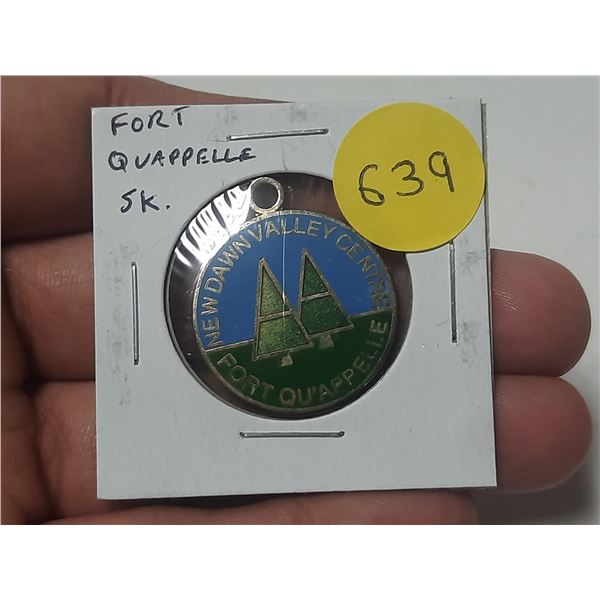 FORT
QUAPPELLE
SK.
639
NEW DAWN VALLEY CENTRE
FORT QU'APPELLE